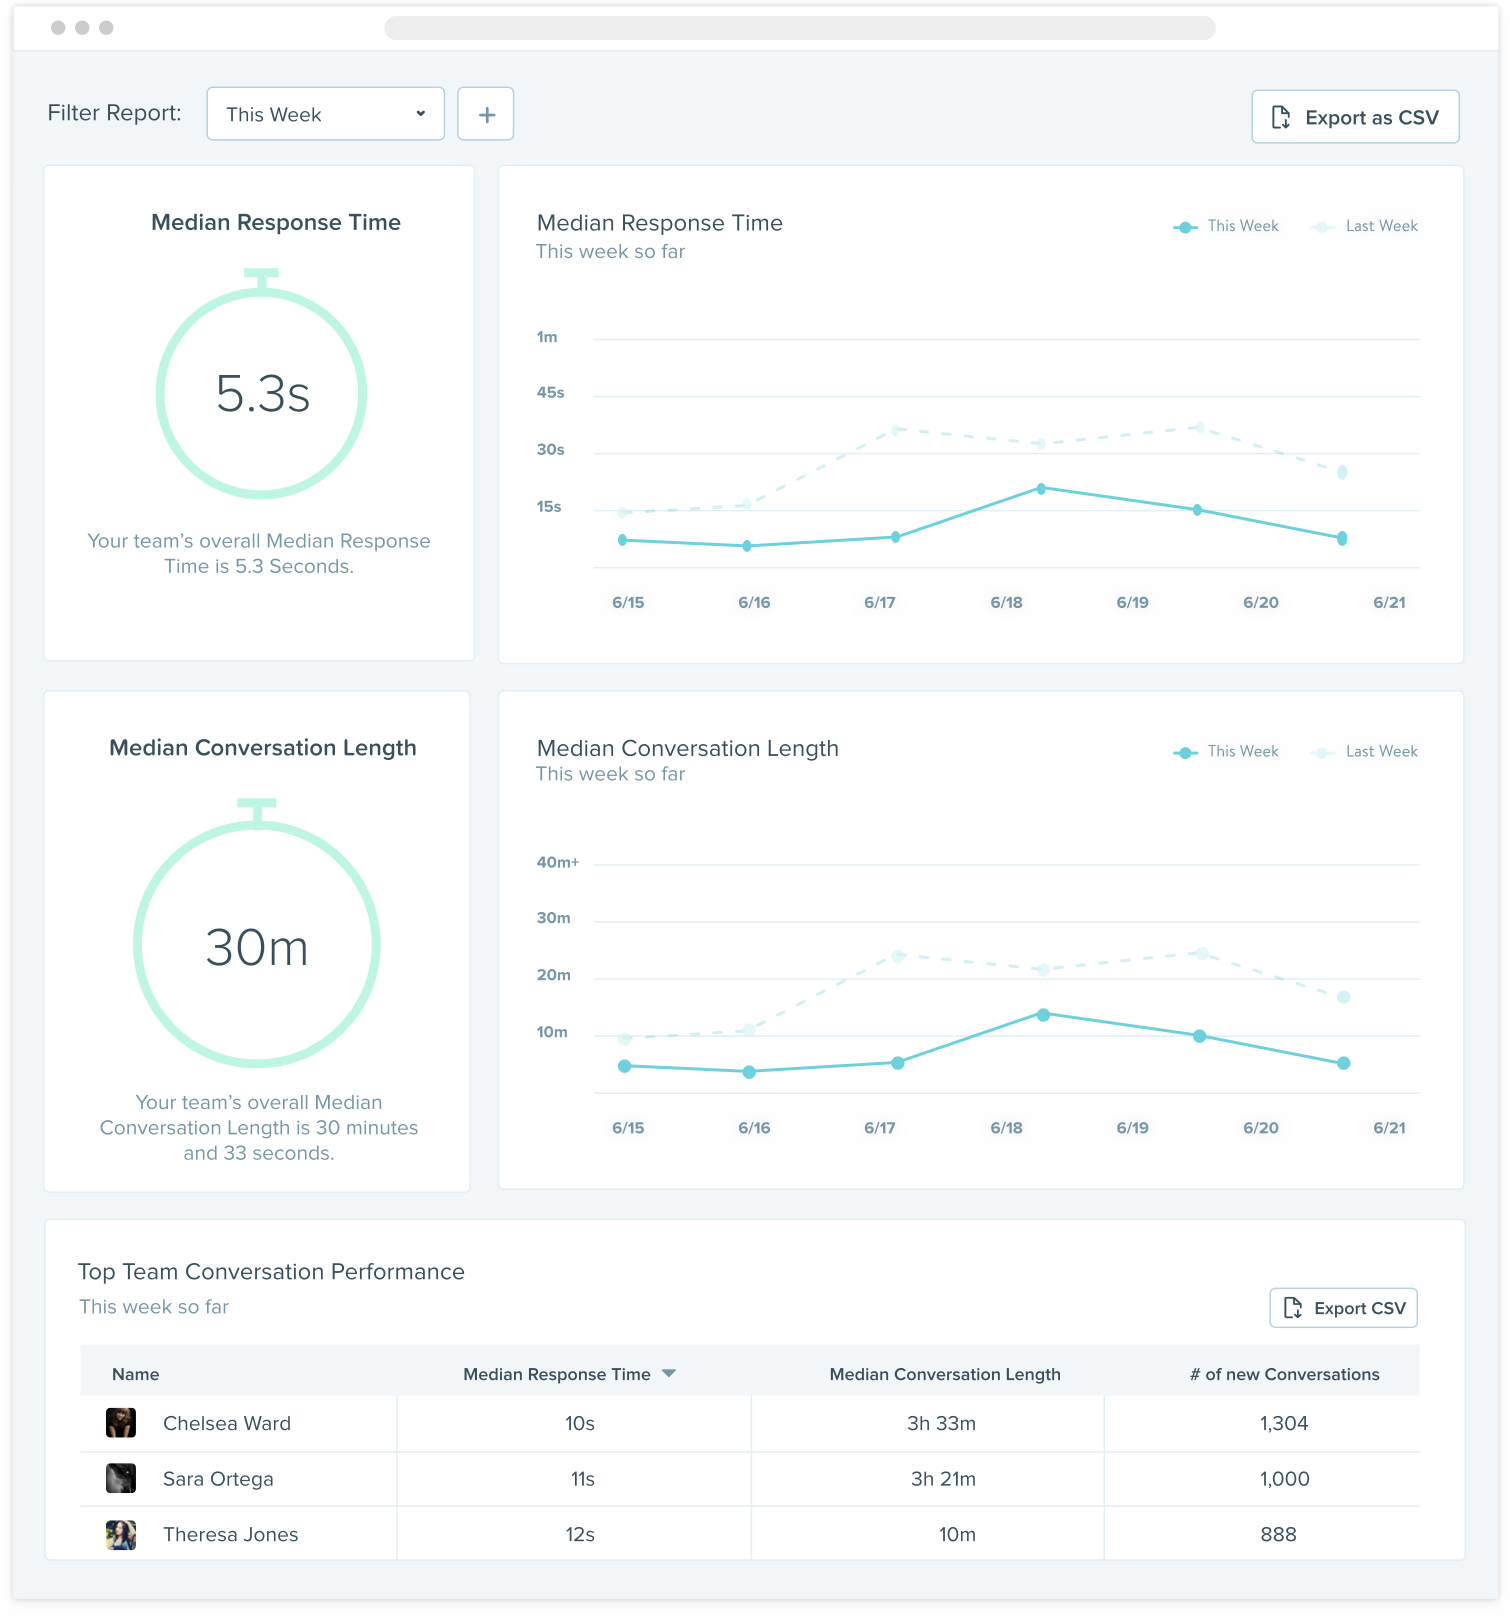 Filter Report:
This Week
+
Export as CSV
Median Response Time
5.3s
Your team’s overall Median Response
Time is 5.3 Seconds.
Median Response Time
This week so far
This Week
Last Week
1m
45s
30s
15s
6/15 6/16 6/17 6/18 6/19 6/20 6/21
Median Conversation Length
30m
Your team’s overall Median
Conversation Length is 30 minutes
and 33 seconds.
Median Conversation Length
This week so far
This Week
Last Week
40m+
30m
20m
10m
6/15 6/16 6/17 6/18 6/19 6/20 6/21
Top Team Conversation Performance
This week so far
Export CSV
Name Median Response Time Median Conversation Length # of new Conversations
Chelsea Ward 10s 3h 33m 1,304
Sara Ortega 11s 3h 21m 1,000
Theresa Jones 12s 10m 888